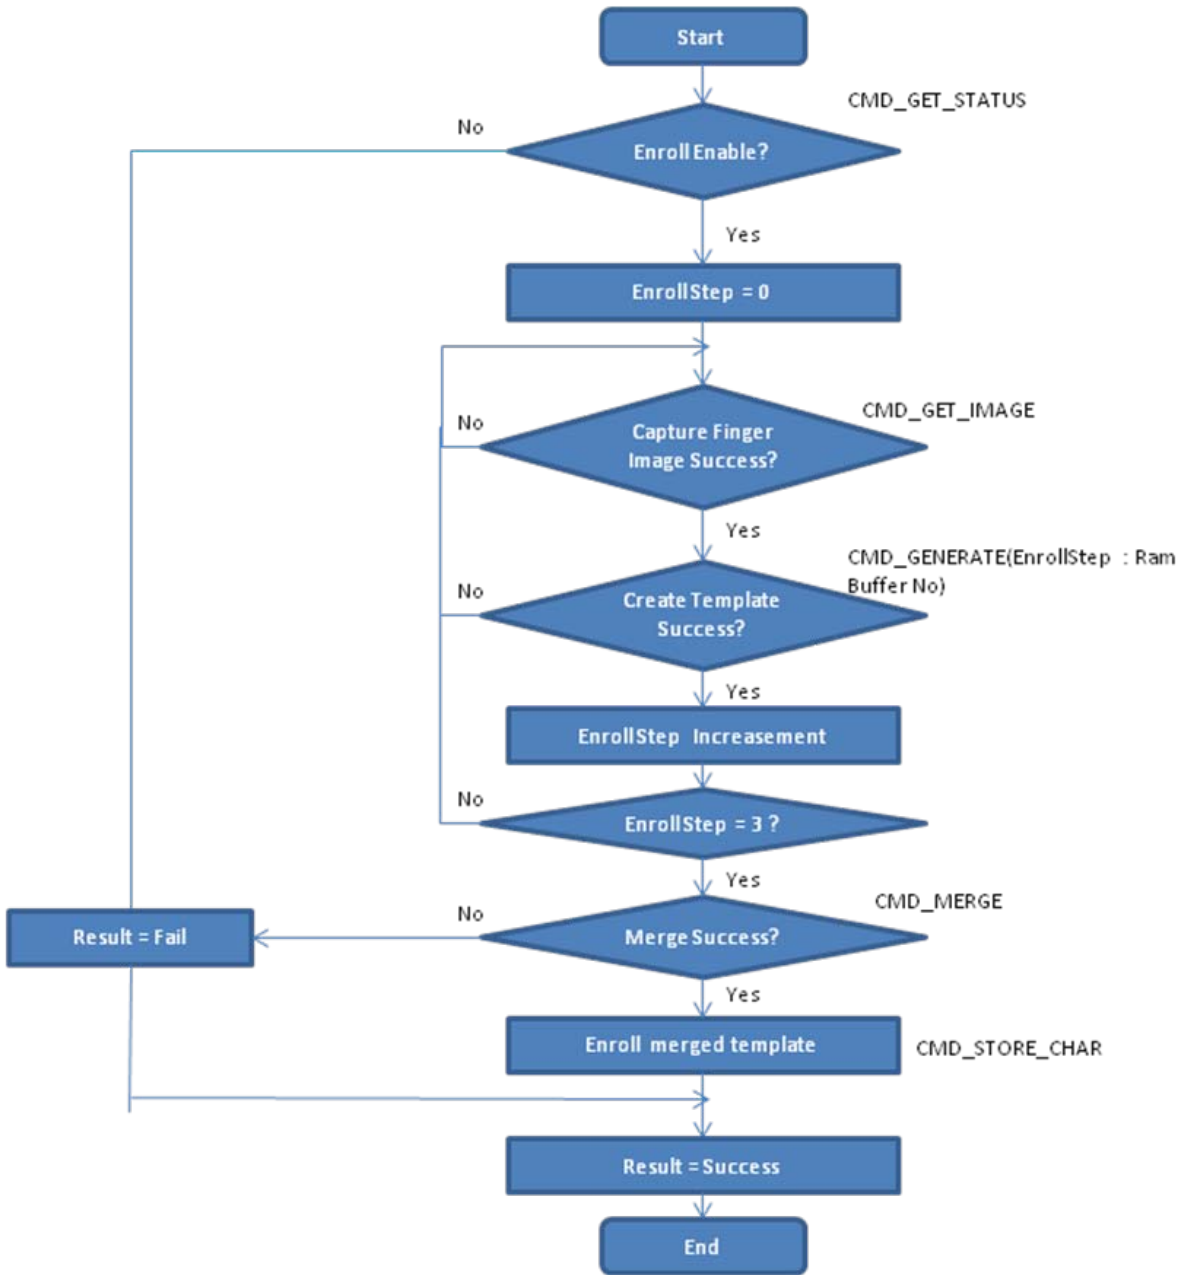 Start
CMD_GET_STATUS
No
Enroll Enable?
Yes
EnrollStep = 0
No
CMD_GET_IMAGE
Capture Finger
Image Success?
Yes
CMD_GENERATE(EnrollStep : Ram
Buffer No)
No
Create Template
Success?
Yes
EnrollStep Increasement
No
EnrollStep = 3 ?
Yes
CMD_MERGE
No
Result = Fail
Merge Success?
Yes
Enroll merged template
CMD_STORE_CHAR
Result = Success
End